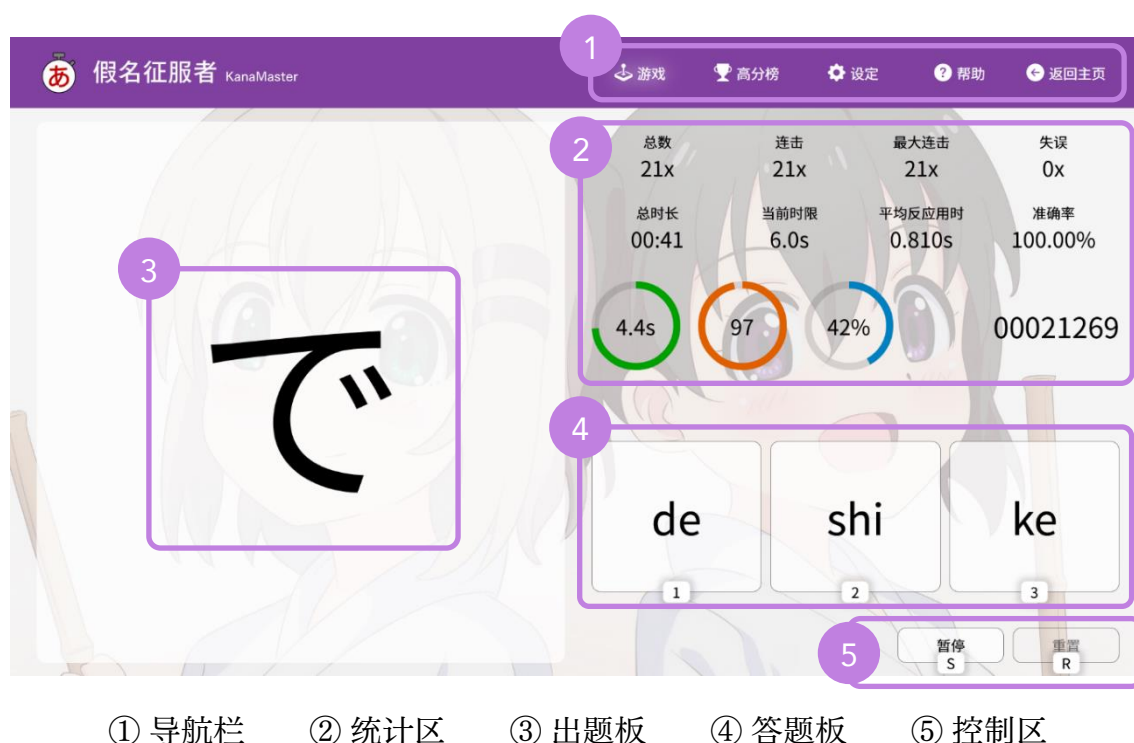 1
あ 假名征服者 KanaMaster
游戏 高分榜 设定 帮助 返回主页
2
总数 连击 最大连击 失误
21x 21x 21x 0x
总时长 当前时限 平均反应用时 准确率
00:41 6.0s 0.810s 100.00%
3
4.4s 97 42% 00021269
で
4
de shi ke
1 2 3
5
暂停 重置
S R
① 导航栏 ② 统计区 ③ 出题板 ④ 答题板 ⑤ 控制区